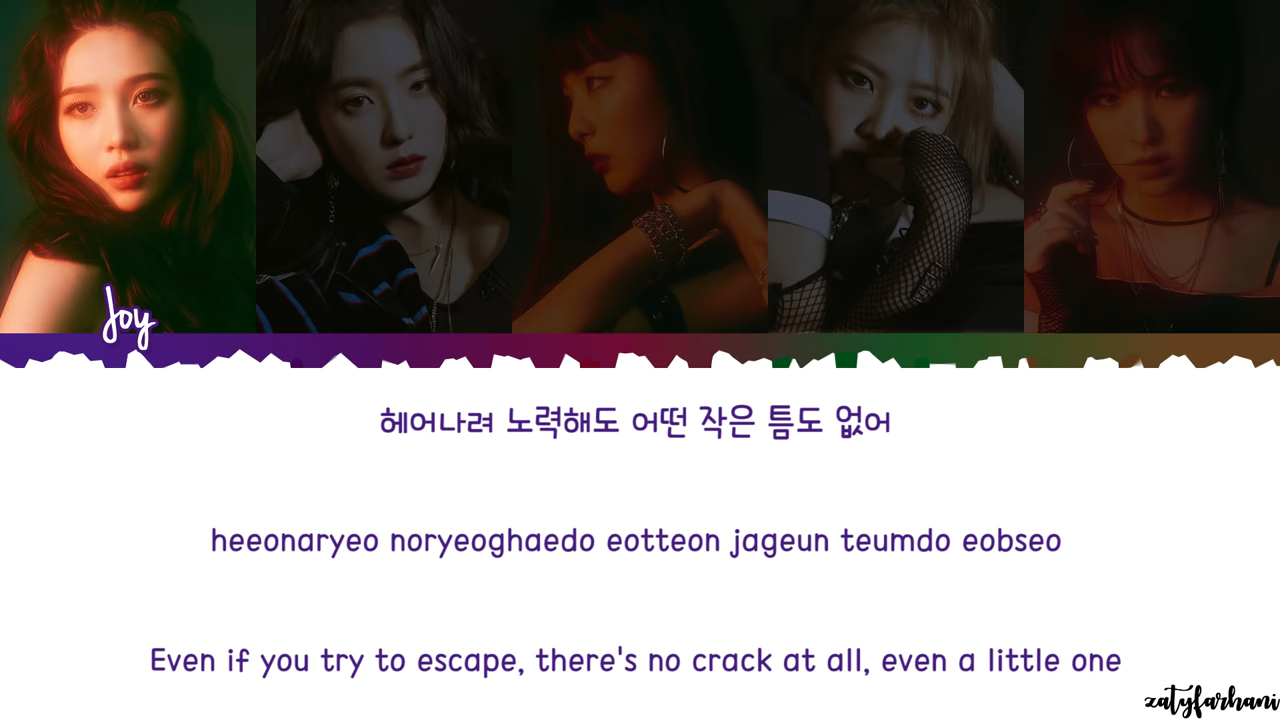 Joy
헤어나려 노력해도 어떤 작은 틈도 없어
heeonaryeo noryeoghaedo eotteon jageun teumdo eobseo
Even if you try to escape, there's no crack at all, even a little one
zatyfarhani